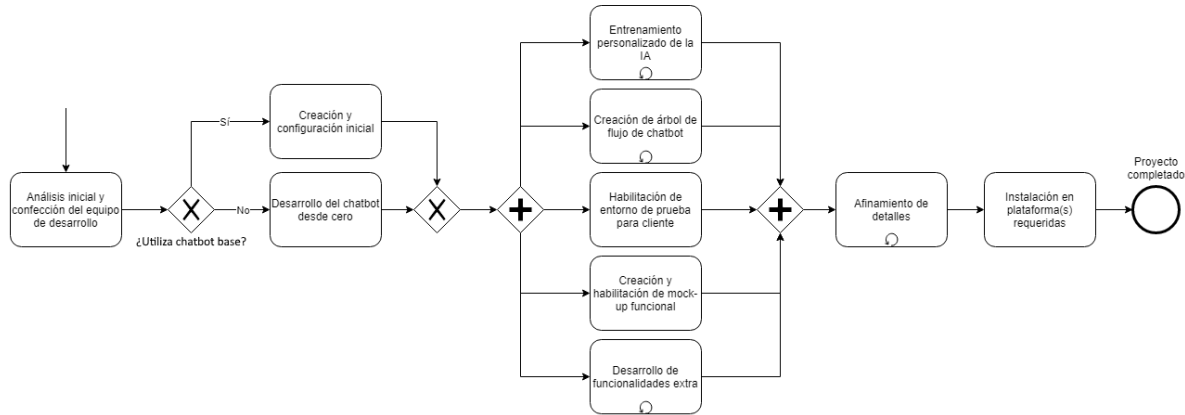 Análisis inicial y
confección del equipo
de desarrollo
¿Utiliza chatbot base?
Sí
No
Creación y
configuración inicial
Desarrollo del chatbot
desde cero
Entrenamiento
personalizado de la
IA
Creación de árbol de
flujo de chatbot
Habilitación de
entorno de prueba
para cliente
Creación y
habilitación de mock-
up funcional
Desarrollo de
funcionalidades extra
Afinamiento de
detalles
Instalación en
plataforma(s)
requeridas
Proyecto
completado